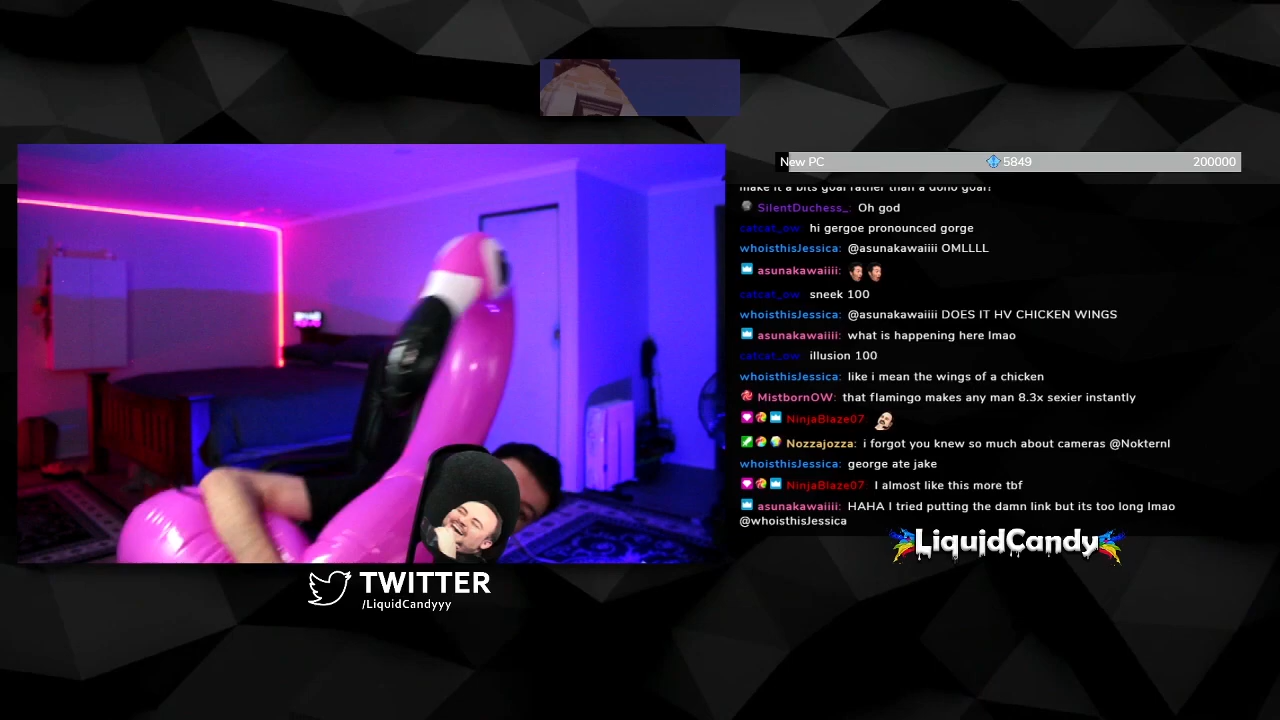 New PC 5849 200000
make it a bits goal rather than a dono goal!
SilentDuchess_: Oh god
catcat_ow hi gergoe pronounced gorge
whoisthisJessica: @asunakawaiiii OMLLLL
asunakawaiiii:
catcat_ow sneek 100
whoisthisJessica: @asunakawaiiii DOES IT HV CHICKEN WINGS
asunakawaiiii: what is happening here lmao
catcat_ow illusion 100
whoisthisJessica: like i mean the wings of a chicken
MistbornOW: that flamingo makes any man 8.3x sexier instantly
NinjaBlaze07
Nozzajozza: i forgot you knew so much about cameras @Nokternl
whoisthisJessica: george ate jake
NinjaBlaze07 I almost like this more tbf
asunakawaiiii: HAHA I tried putting the damn link but its too long lmao
@whoisthisJessica
LiquidCandy
TWITTER
/LiquidCandyyy